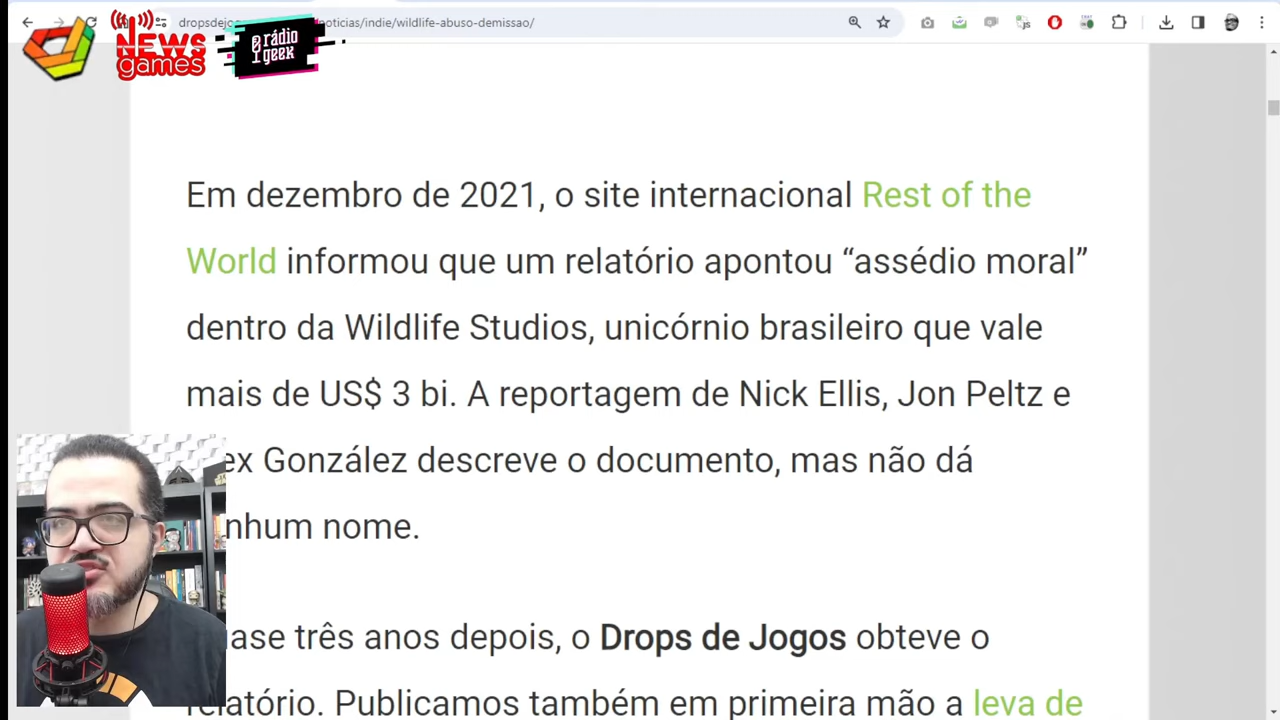 dropsdejo
noticias/indie/wildlife-abuso-demissao/
NEWS
games
rádio
geek
Em dezembro de 2021, o site internacional Rest of the
World informou que um relatório apontou “assédio moral”
dentro da Wildlife Studios, unicórnio brasileiro que vale
mais de US$ 3 bi. A reportagem de Nick Ellis, Jon Peltz e
ex González descreve o documento, mas não dá
nhum nome.
uase três anos depois, o Drops de Jogos obteve o
relatório. Publicamos também em primeira mão a leva de